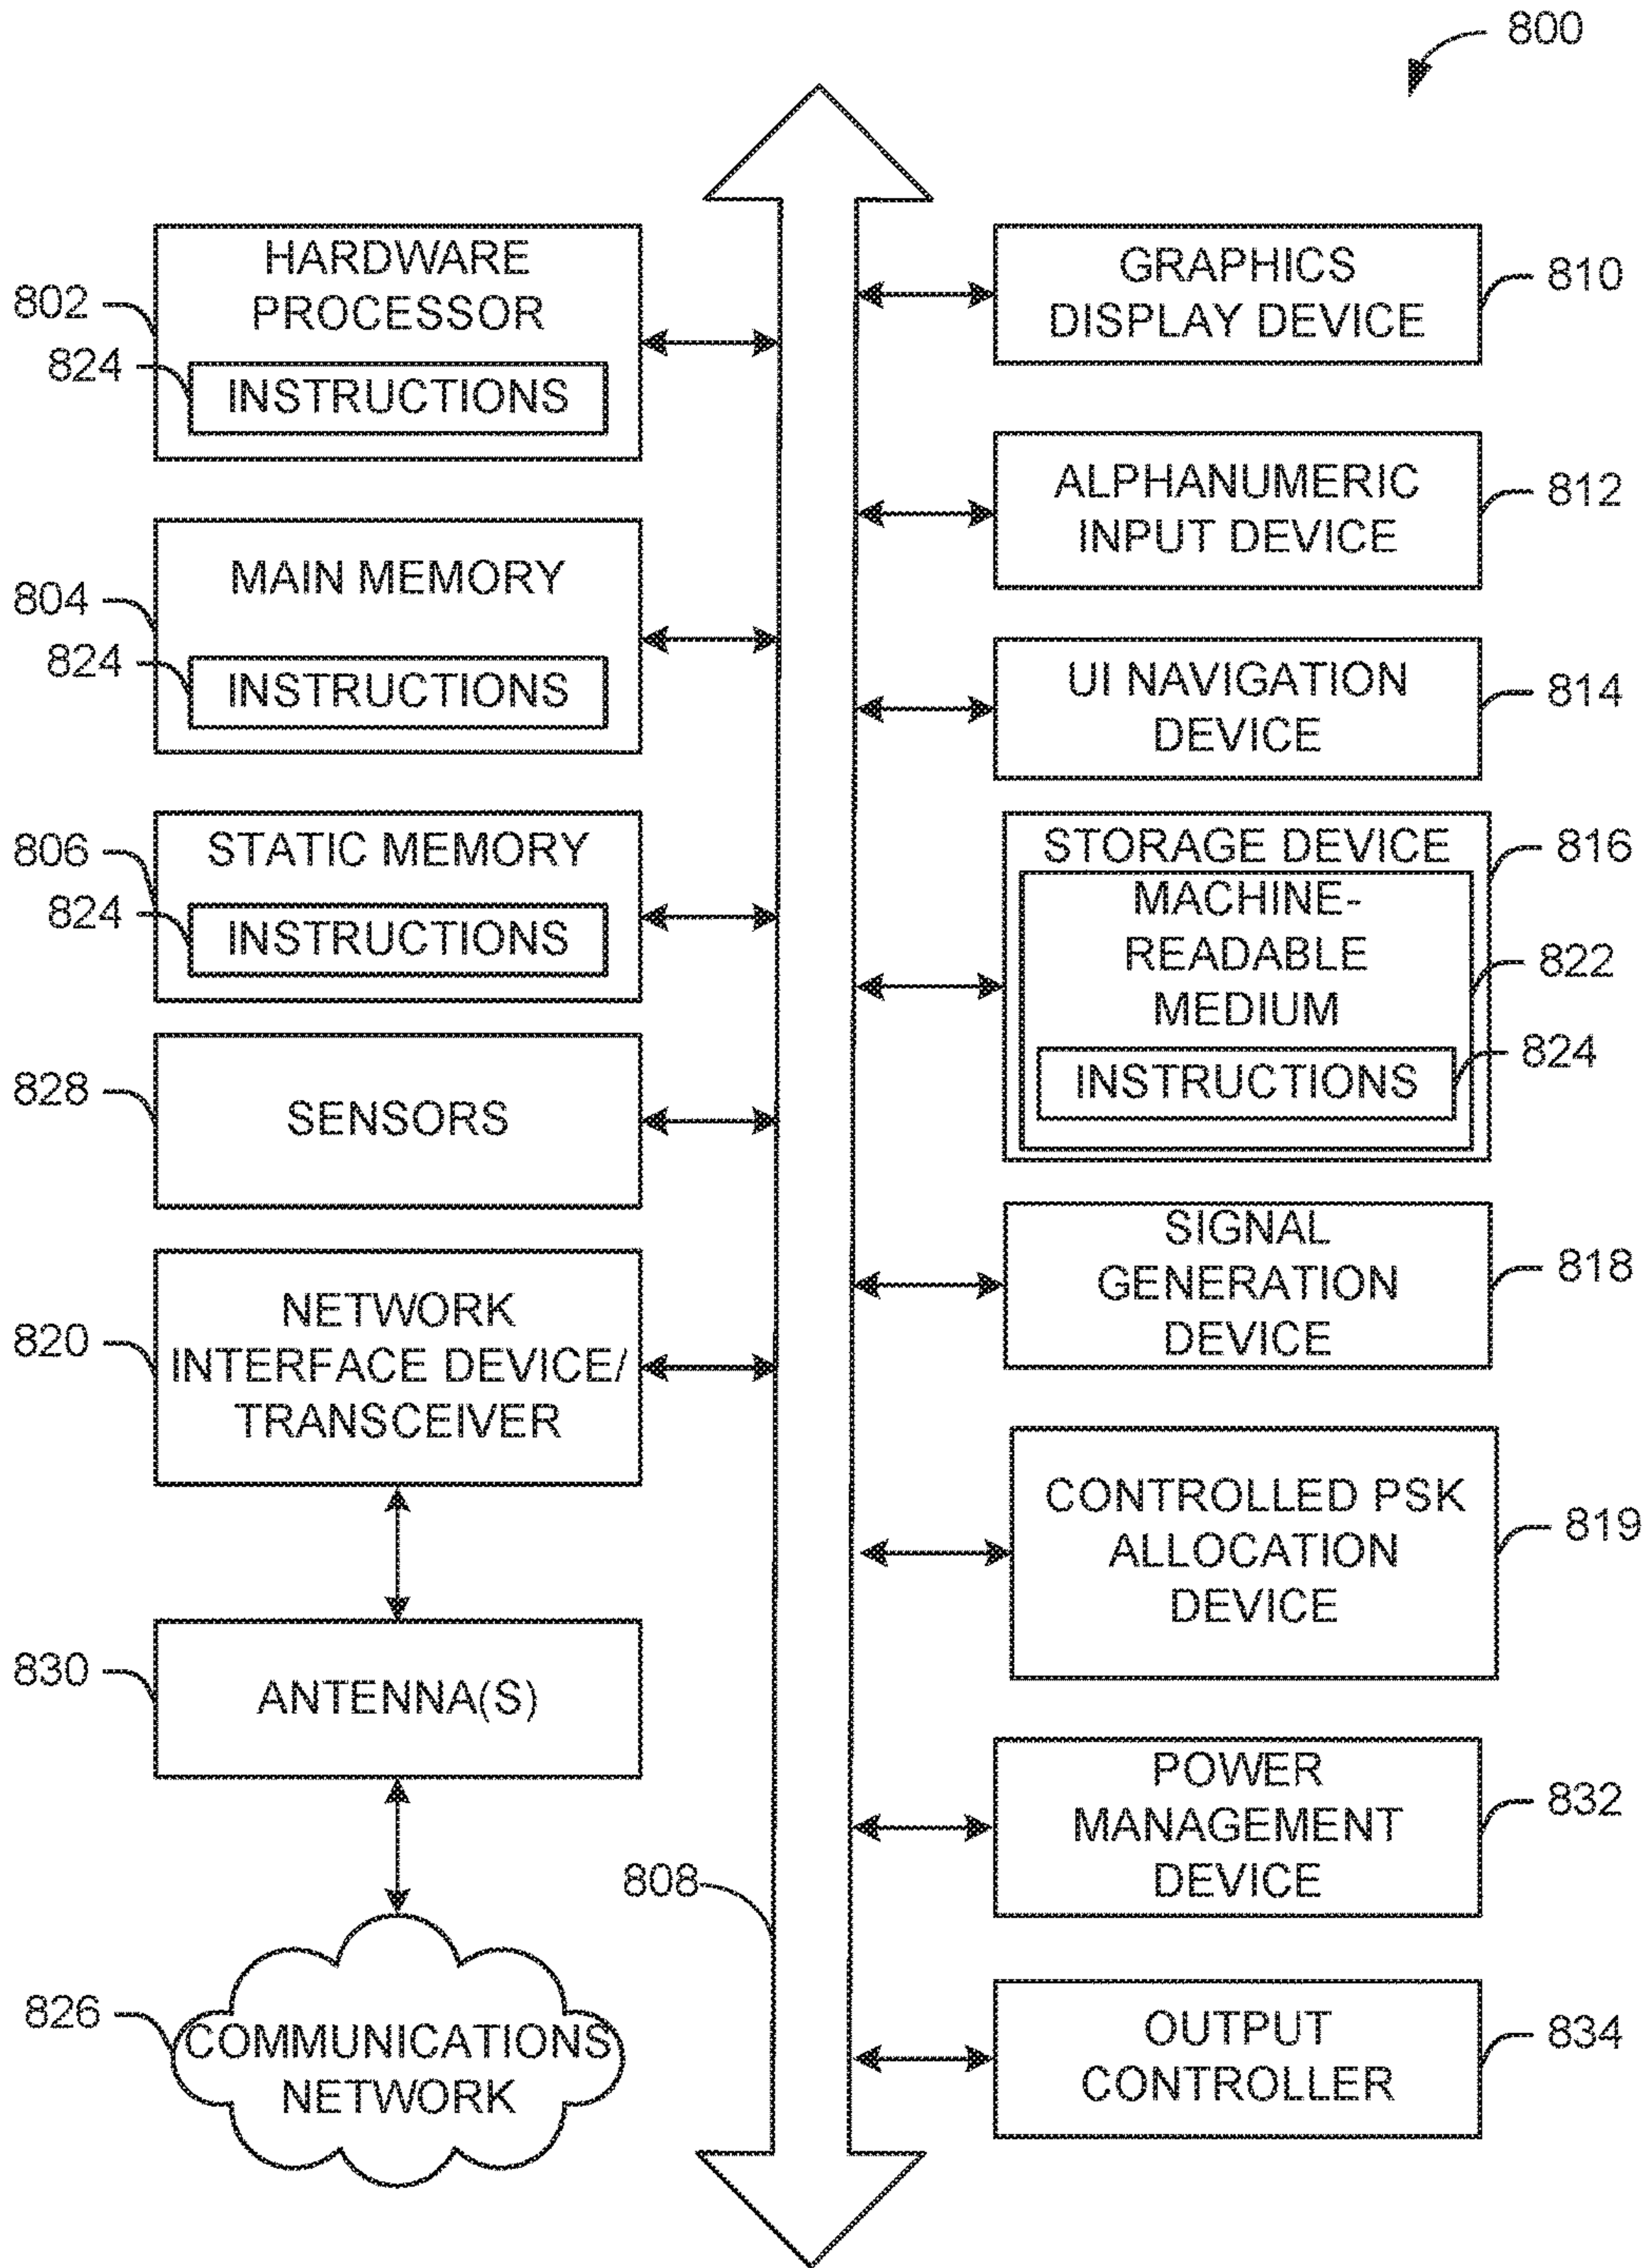 800
HARDWARE
PROCESSOR
802
824
INSTRUCTIONS
MAIN MEMORY
804
824
INSTRUCTIONS
STATIC MEMORY
806
824
INSTRUCTIONS
828
SENSORS
NETWORK
INTERFACE DEVICE/
TRANSCEIVER
820
830
ANTENNA(S)
826
COMMUNICATIONS
NETWORK
808
GRAPHICS
DISPLAY DEVICE
810
ALPHANUMERIC
INPUT DEVICE
812
UI NAVIGATION
DEVICE
814
STORAGE DEVICE
816
MACHINE-
READABLE
MEDIUM
822
INSTRUCTIONS
824
SIGNAL
GENERATION
DEVICE
818
CONTROLLED PSK
ALLOCATION
DEVICE
819
POWER
MANAGEMENT
DEVICE
832
OUTPUT
CONTROLLER
834